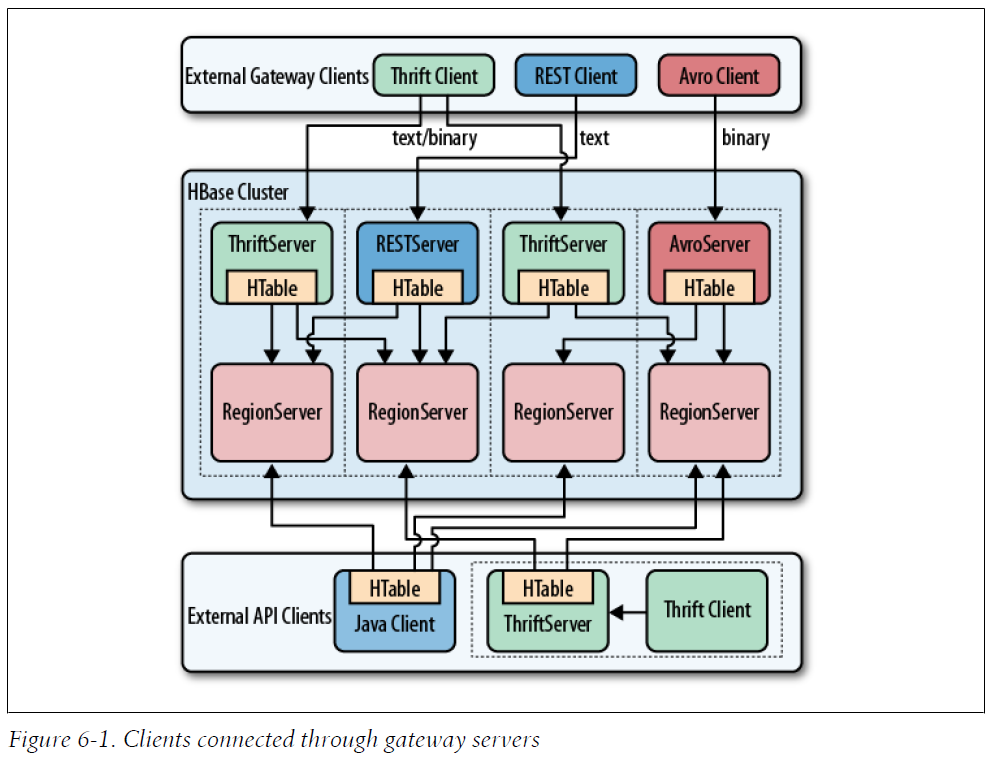 External Gateway Clients
Thrift Client
REST Client
Avro Client
text/binary
text
binary
HBase Cluster
ThriftServer
RESTServer
ThriftServer
AvroServer
HTable
HTable
HTable
HTable
RegionServer
RegionServer
RegionServer
RegionServer
External API Clients
HTable
Java Client
HTable
ThriftServer
Thrift Client
Figure 6-1. Clients connected through gateway servers